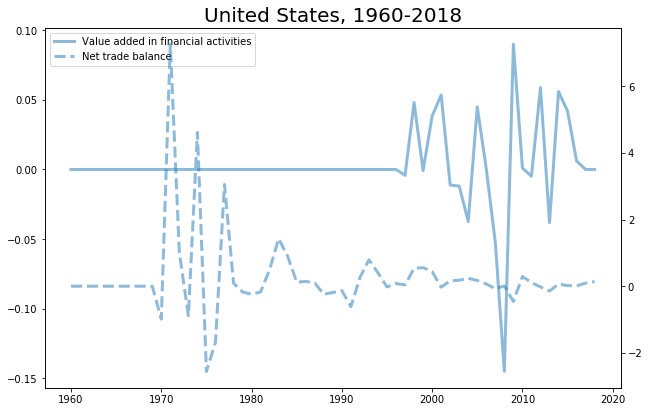 United States, 1960-2018
Value added in financial activities
Net trade balance
0.10
0.05
0.00
−0.05
−0.10
−0.15
6
4
2
0
−2
1960 1970 1980 1990 2000 2010 2020